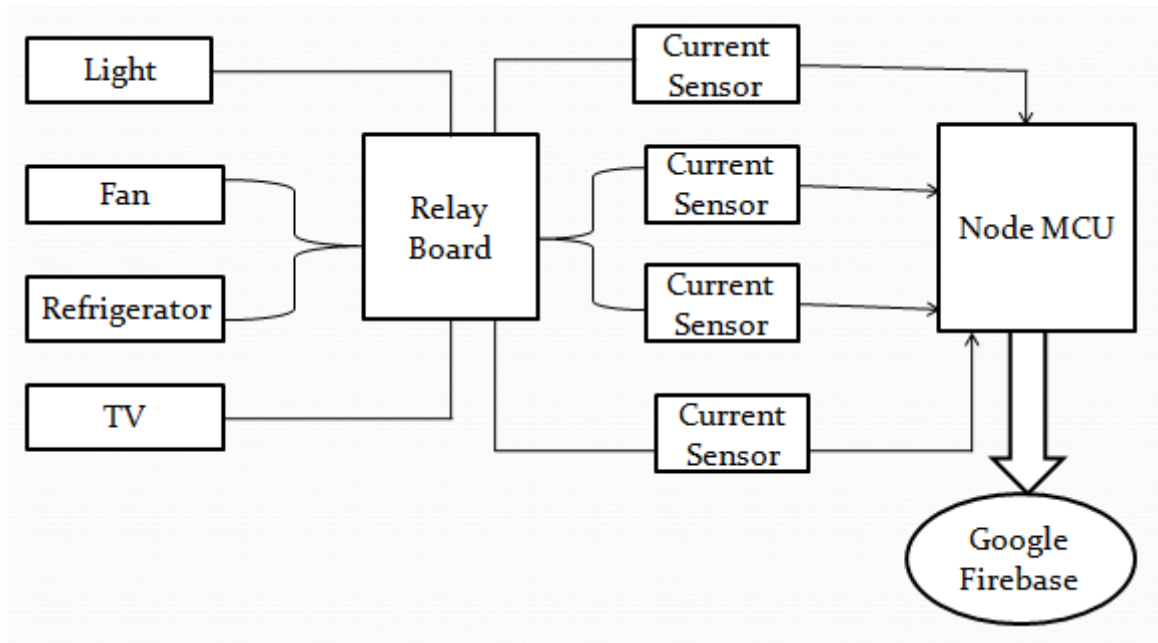 Light
Fan
Refrigerator
TV
Relay
Board
Current
Sensor
Current
Sensor
Current
Sensor
Current
Sensor
Node MCU
Google
Firebase